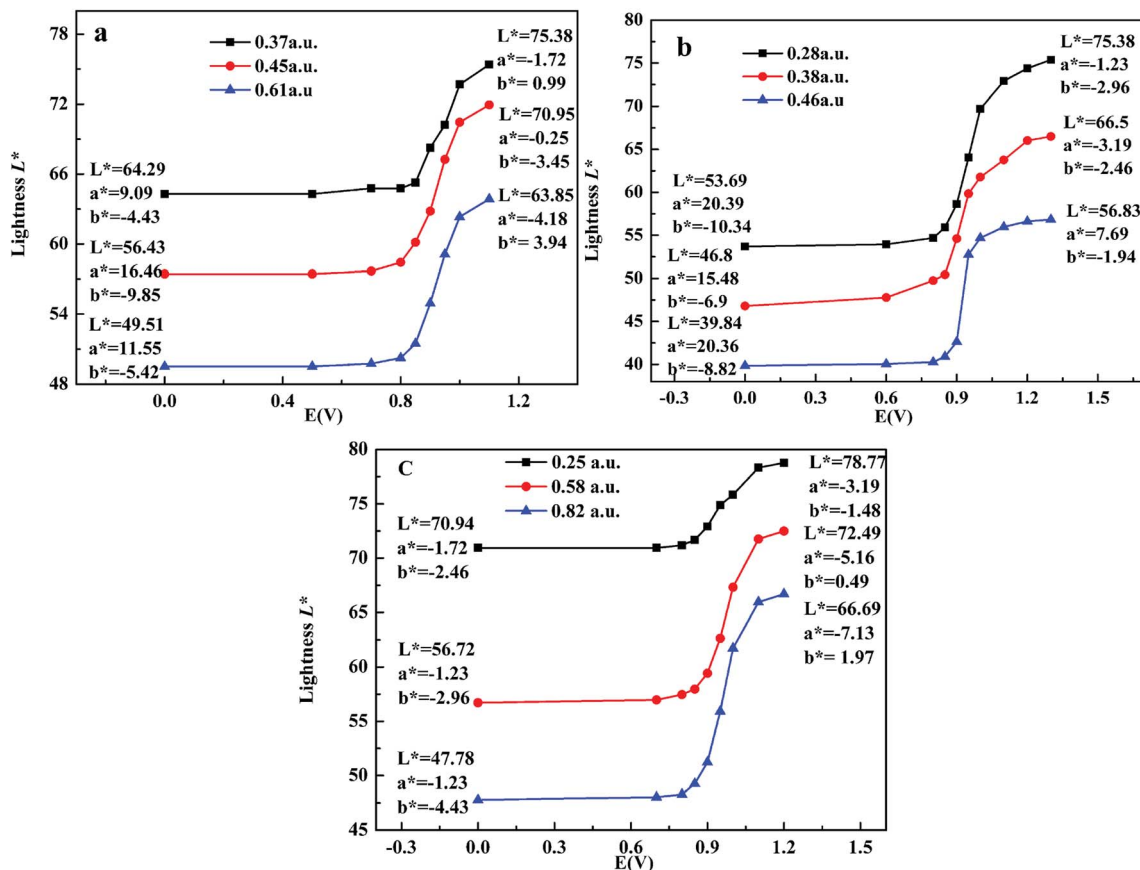 a
0.37a.u.
0.45a.u.
0.61a.u
L*=75.38
a*=-1.72
b*= 0.99
L*=70.95
a*=-0.25
b*=-3.45
L*=63.85
a*=-4.18
b*= 3.94
L*=64.29
a*=9.09
b*=-4.43
L*=56.43
a*=16.46
b*=-9.85
L*=49.51
a*=11.55
b*=-5.42
78
72
66
60
54
48
Lightness L*
0.0
0.4
0.8
1.2
E(V)
b
0.28a.u.
0.38a.u.
0.46a.u
L*=75.38
a*=-1.23
b*=-2.96
L*=66.5
a*=-3.19
b*=-2.46
L*=56.83
a*=7.69
b*=-1.94
L*=53.69
a*=20.39
b*=-10.34
L*=46.8
a*=15.48
b*=-6.9
L*=39.84
a*=20.36
b*=-8.82
80
75
70
65
60
55
50
45
40
Lightness L*
-0.3
0.0
0.3
0.6
0.9
1.2
1.5
E(V)
C
0.25 a.u.
0.58 a.u.
0.82 a.u.
L*=78.77
a*=-3.19
b*=-1.48
L*=72.49
a*=-5.16
b*=0.49
L*=66.69
a*=-7.13
b*= 1.97
L*=70.94
a*=-1.72
b*=-2.46
L*=56.72
a*=-1.23
b*=-2.96
L*=47.78
a*=-1.23
b*=-4.43
80
75
70
65
60
55
50
45
Lightness L*
-0.3
0.0
0.3
0.6
0.9
1.2
1.5
E(V)